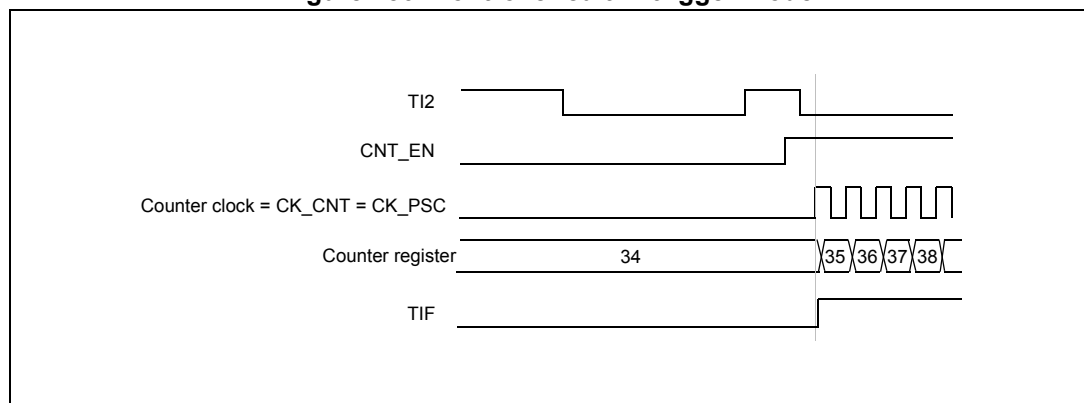 TI2
CNT_EN
Counter clock = CK_CNT = CK_PSC
Counter register 34 35 36 37 38
TIF